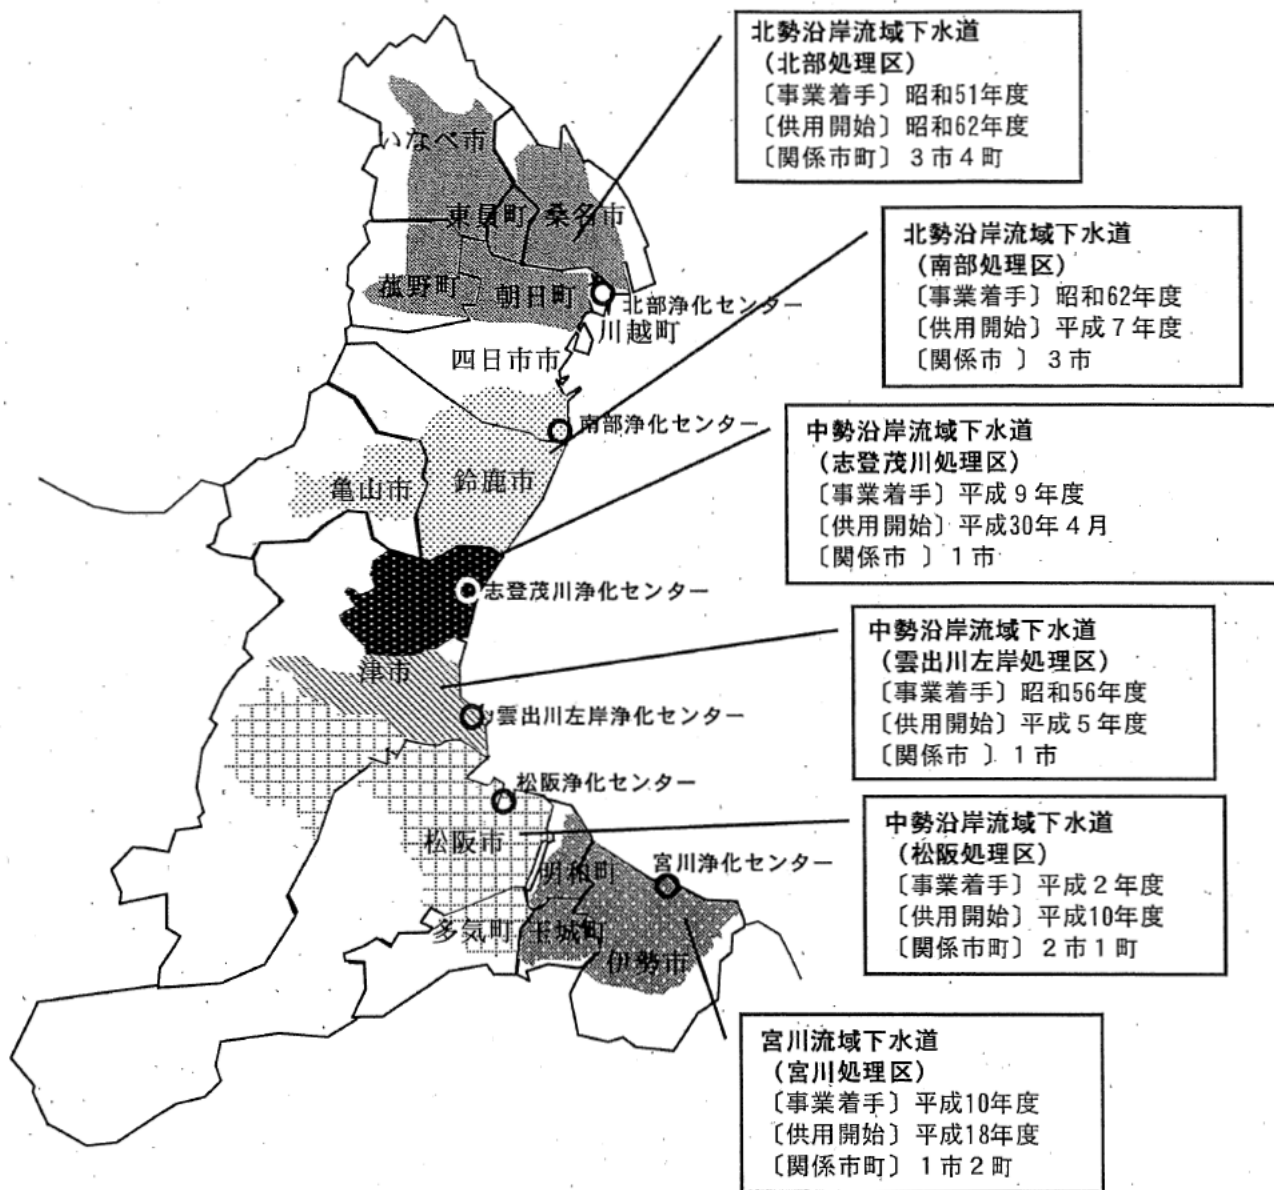 北勢沿岸流域下水道
（北部処理区）
〔事業着手〕昭和51年度
〔供用開始〕昭和62年度
〔関係市町〕３市４町
北勢沿岸流域下水道
（南部処理区）
〔事業着手〕昭和62年度
〔供用開始〕平成７年度
〔関係市 〕３市
中勢沿岸流域下水道
（志登茂川処理区）
〔事業着手〕平成９年度
〔供用開始〕平成30年４月
〔関係市 〕１市
中勢沿岸流域下水道
（雲出川左岸処理区）
〔事業着手〕昭和56年度
〔供用開始〕平成５年度
〔関係市 〕１市
中勢沿岸流域下水道
（松阪処理区）
〔事業着手〕平成２年度
〔供用開始〕平成10年度
〔関係市町〕２市１町
宮川流域下水道
（宮川処理区）
〔事業着手〕平成10年度
〔供用開始〕平成18年度
〔関係市町〕１市２町
いなべ市
東員町
桑名市
菰野町
朝日町
北部浄化センター
川越町
四日市市
南部浄化センター
鈴鹿市
亀山市
志登茂川浄化センター
津市
雲出川左岸浄化センター
松阪浄化センター
松阪市
明和町
宮川浄化センター
多気町
玉城町
伊勢市